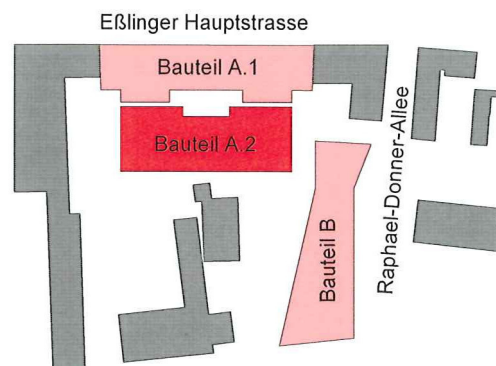 Eßlinger Hauptstrasse
Bauteil A.1
Bauteil A.2
Bauteil B
Raphael-Donner-Allee